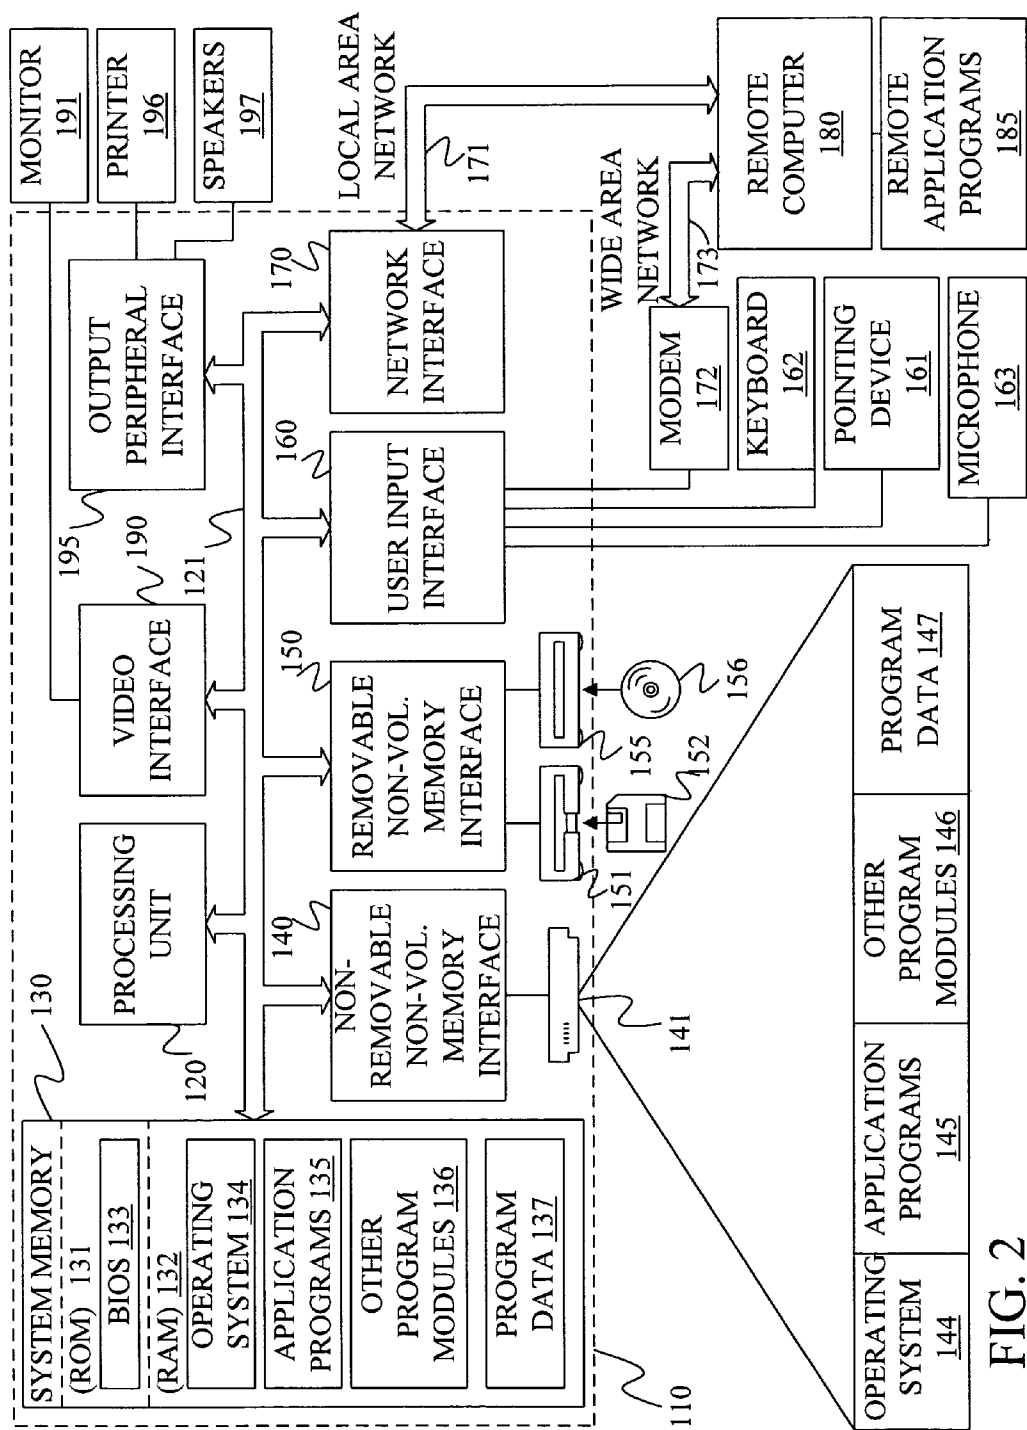 SYSTEM MEMORY
(ROM) 131
BIOS 133
(RAM) 132
OPERATING
SYSTEM 134
APPLICATION
PROGRAMS 135
OTHER
PROGRAM
MODULES 136
PROGRAM
DATA 137
130
110
PROCESSING
UNIT
120
VIDEO
INTERFACE
190
121
OUTPUT
PERIPHERAL
INTERFACE
195
MONITOR
191
PRINTER
196
SPEAKERS
197
NON-
REMOVABLE
NON-VOL.
MEMORY
INTERFACE
140
REMOVABLE
NON-VOL.
MEMORY
INTERFACE
150
USER INPUT
INTERFACE
160
NETWORK
INTERFACE
170
LOCAL AREA
NETWORK
171
141
151
152
155
156
WIDE AREA
NETWORK
173
MODEM
172
KEYBOARD
162
POINTING
DEVICE
161
MICROPHONE
163
REMOTE
COMPUTER
180
REMOTE
APPLICATION
PROGRAMS
185
OPERATING
SYSTEM
144
APPLICATION
PROGRAMS
145
OTHER
PROGRAM
MODULES 146
PROGRAM
DATA 147
FIG. 2